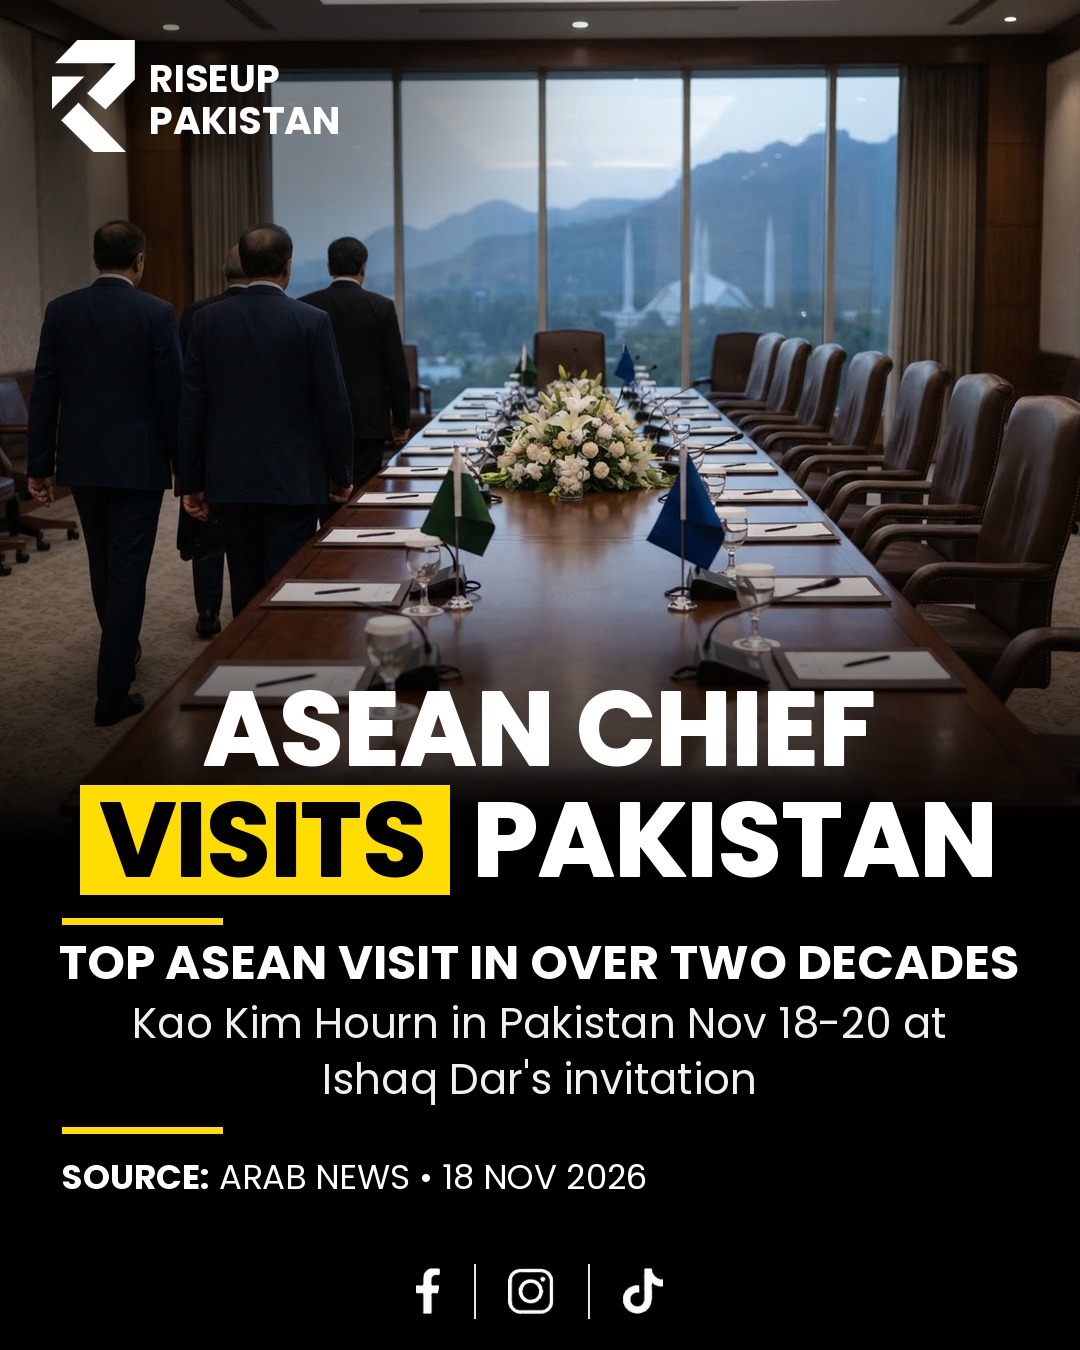 RISEUP
PAKISTAN
ASEAN CHIEF
VISITS PAKISTAN
TOP ASEAN VISIT IN OVER TWO DECADES
Kao Kim Hourn in Pakistan Nov 18-20 at
Ishaq Dar's invitation
SOURCE: ARAB NEWS • 18 NOV 2026